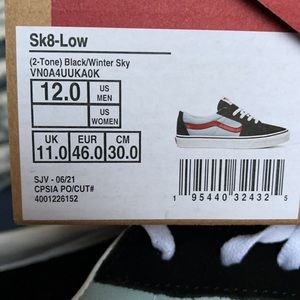 Sk8-Low
(2-Tone) Black/Winter Sky
VN0A4UUKA0K
12.0 US MEN US WOMEN
UK EUR CM
11.0 46.0 30.0
SJV - 06/21
CPSIA PO/CUT#
4001226152
1 95440 32432 5